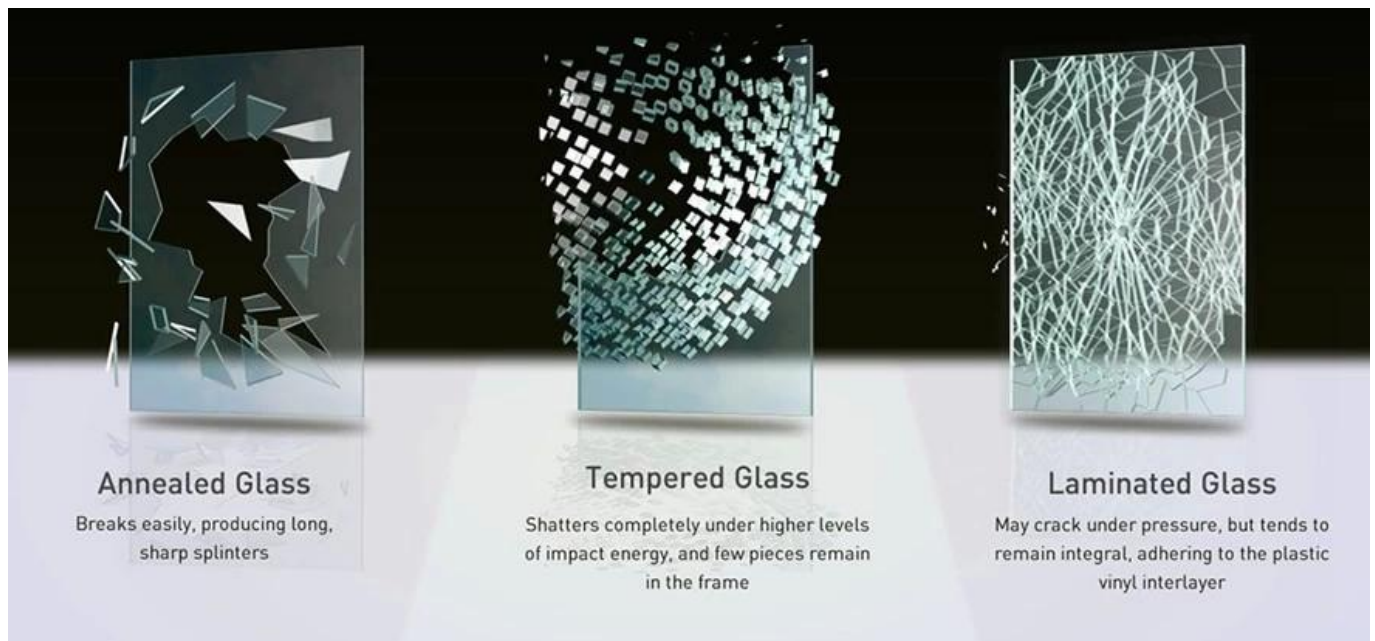 Annealed Glass
Breaks easily, producing long,
sharp splinters
Tempered Glass
Shatters completely under higher levels
of impact energy, and few pieces remain
in the frame
Laminated Glass
May crack under pressure, but tends to
remain integral, adhering to the plastic
vinyl interlayer